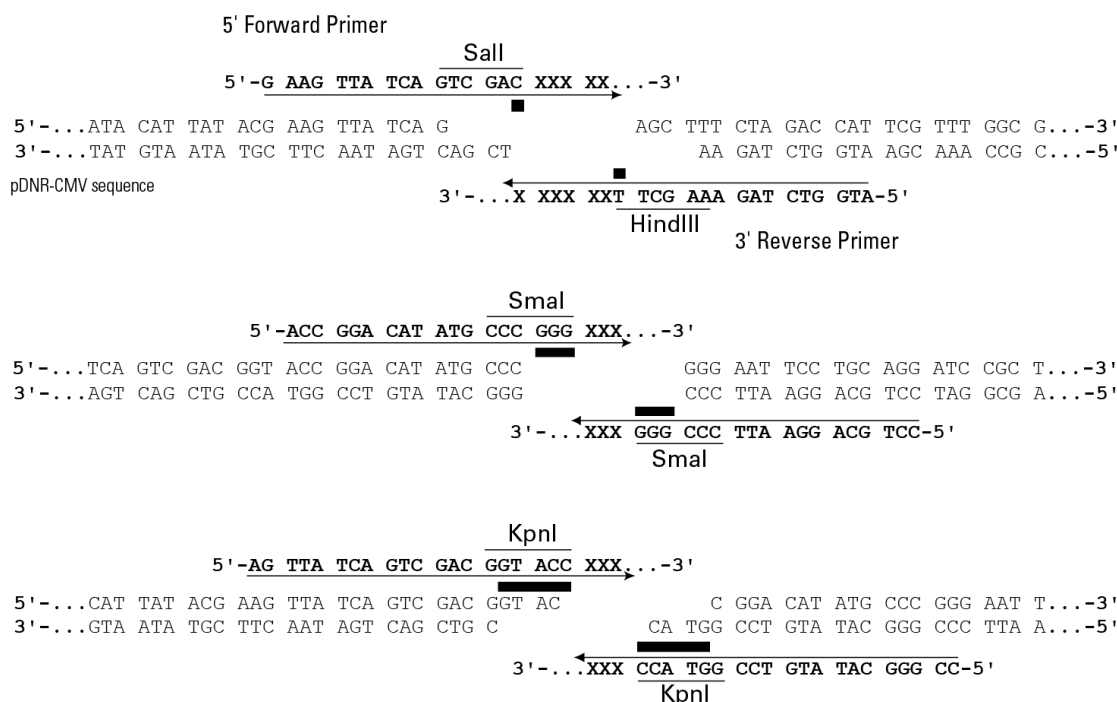 5' Forward Primer
SalI
5'-G AAG TTA TCA GTC GAC XXX XX...-3'
5'-...ATA CAT TAT ACG AAG TTA TCA G AGC TTT CTA GAC CAT TCG TTT GGC G...-3'
3'-...TAT GTA ATA TGC TTC AAT AGT CAG CT AA GAT CTG GTA AGC AAA CCG C...-5'
pDNR-CMV sequence
3'-...X XXX XXT TCG AAA GAT CTG GTA-5'
HindIII
3' Reverse Primer
SmaI
5'-ACC GGA CAT ATG CCC GGG XXX...-3'
5'-...TCA GTC GAC GGT ACC GGA CAT ATG CCC GGG AAT TCC TGC AGG ATC CGC T...-3'
3'-...AGT CAG CTG CCA TGG CCT GTA TAC GGG CCC TTA AGG ACG TCC TAG GCG A...-5'
3'-...XXX GGG CCC TTA AGG ACG TCC-5'
SmaI
KpnI
5'-AG TTA TCA GTC GAC GGT ACC XXX...-3'
5'-...CAT TAT ACG AAG TTA TCA GTC GAC GGT AC C GGA CAT ATG CCC GGG AAT T...-3'
3'-...GTA ATA TGC TTC AAT AGT CAG CTG C CA TGG CCT GTA TAC GGG CCC TTA A...-5'
3'-...XXX CCA TGG CCT GTA TAC GGG CC-5'
KpnI